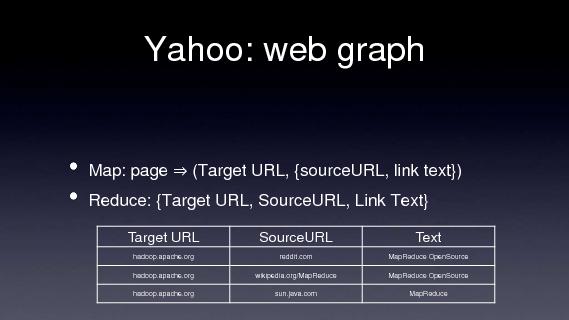 Yahoo: web graph
• Map: page ⇒ (Target URL, {sourceURL, link text})
• Reduce: {Target URL, SourceURL, Link Text}
Target URL SourceURL Text
hadoop.apache.org reddit.com MapReduce OpenSource
hadoop.apache.org wikipedia.org/MapReduce MapReduce OpenSource
hadoop.apache.org sun.java.com MapReduce